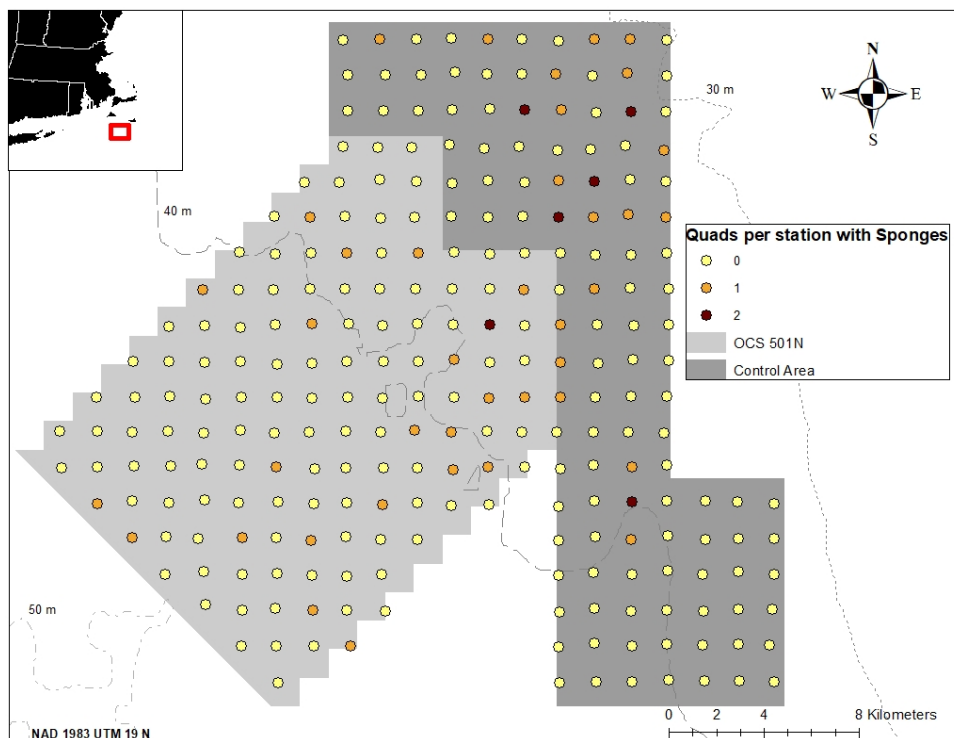 N
W E
S
30 m
40 m
Quads per station with Sponges
0
1
2
OCS 501N
Control Area
50 m
0 2 4 8 Kilometers
NAD 1983 UTM 19 N